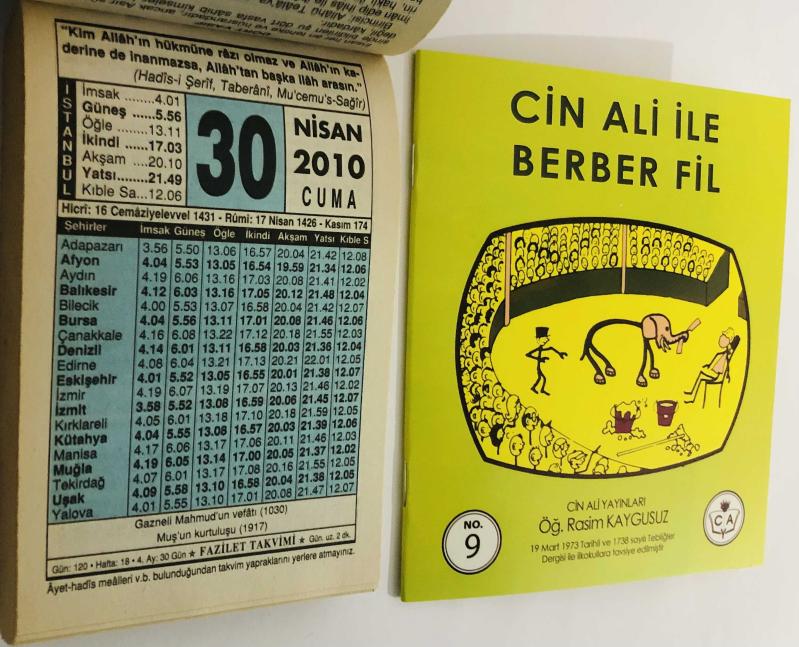 "Kim Allâh'ın hükmüne râzı olmaz ve Allâh'ın ka-
derine de inanmazsa, Allâh'tan başka ilâh arasın."
(Hadîs-i Şerîf, Taberânî, Mu'cemu's-Sağîr)
İSTANBUL
İmsak ........4.01
Güneş .......5.56
Öğle .......13.11
İkindi ......17.03
Akşam ....20.10
Yatsı.......21.49
Kıble Sa...12.06
30
NİSAN
2010
CUMA
Hicrî: 16 Cemâziyelevvel 1431 - Rûmî: 17 Nisan 1426 - Kasım 174
Şehirler İmsak Güneş Öğle İkindi Akşam Yatsı Kıble S
Adapazarı 3.56 5.50 13.06 16.57 20.04 21.42 12.08
Afyon 4.04 5.53 13.05 16.54 19.59 21.34 12.06
Aydın 4.19 6.06 13.16 17.03 20.08 21.41 12.02
Balıkesir 4.12 6.03 13.16 17.05 20.12 21.48 12.04
Bilecik 4.00 5.53 13.07 16.58 20.04 21.42 12.07
Bursa 4.04 5.56 13.11 17.01 20.08 21.46 12.06
Çanakkale 4.16 6.08 13.22 17.12 20.18 21.55 12.03
Denizli 4.14 6.01 13.11 16.58 20.03 21.36 12.04
Edirne 4.08 6.04 13.21 17.13 20.21 22.01 12.05
Eskişehir 4.01 5.52 13.05 16.55 20.01 21.38 12.07
İzmir 4.19 6.07 13.19 17.07 20.13 21.46 12.02
İzmit 3.58 5.52 13.08 16.59 20.06 21.45 12.07
Kırklareli 4.05 6.01 13.18 17.10 20.18 21.59 12.05
Kütahya 4.04 5.55 13.08 16.57 20.03 21.39 12.06
Manisa 4.17 6.06 13.17 17.06 20.11 21.46 12.03
Muğla 4.19 6.05 13.14 17.00 20.05 21.37 12.02
Tekirdağ 4.07 6.01 13.17 17.08 20.16 21.55 12.05
Uşak 4.09 5.58 13.10 16.58 20.04 21.38 12.05
Yalova 4.01 5.55 13.10 17.01 20.08 21.47 12.07
Gazneli Mahmud'un vefâtı (1030)
Muş'un kurtuluşu (1917)
Gün: 120 • Hafta: 18 • 4. Ay: 30 Gün ★ FAZİLET TAKVİMİ ★ Gün. uz. 2 dk.
Âyet-hadîs meâlleri v.b. bulunduğundan takvim yapraklarını yerlere atmayınız.
CİN ALİ İLE
BERBER FİL
CİN ALİ YAYINLARI
Öğ. Rasim KAYGUSUZ
19 Mart 1973 Tarihli ve 1738 sayılı Tebliğler
Dergisi ile ilkokullara tavsiye edilmiştir
NO.
9
C A